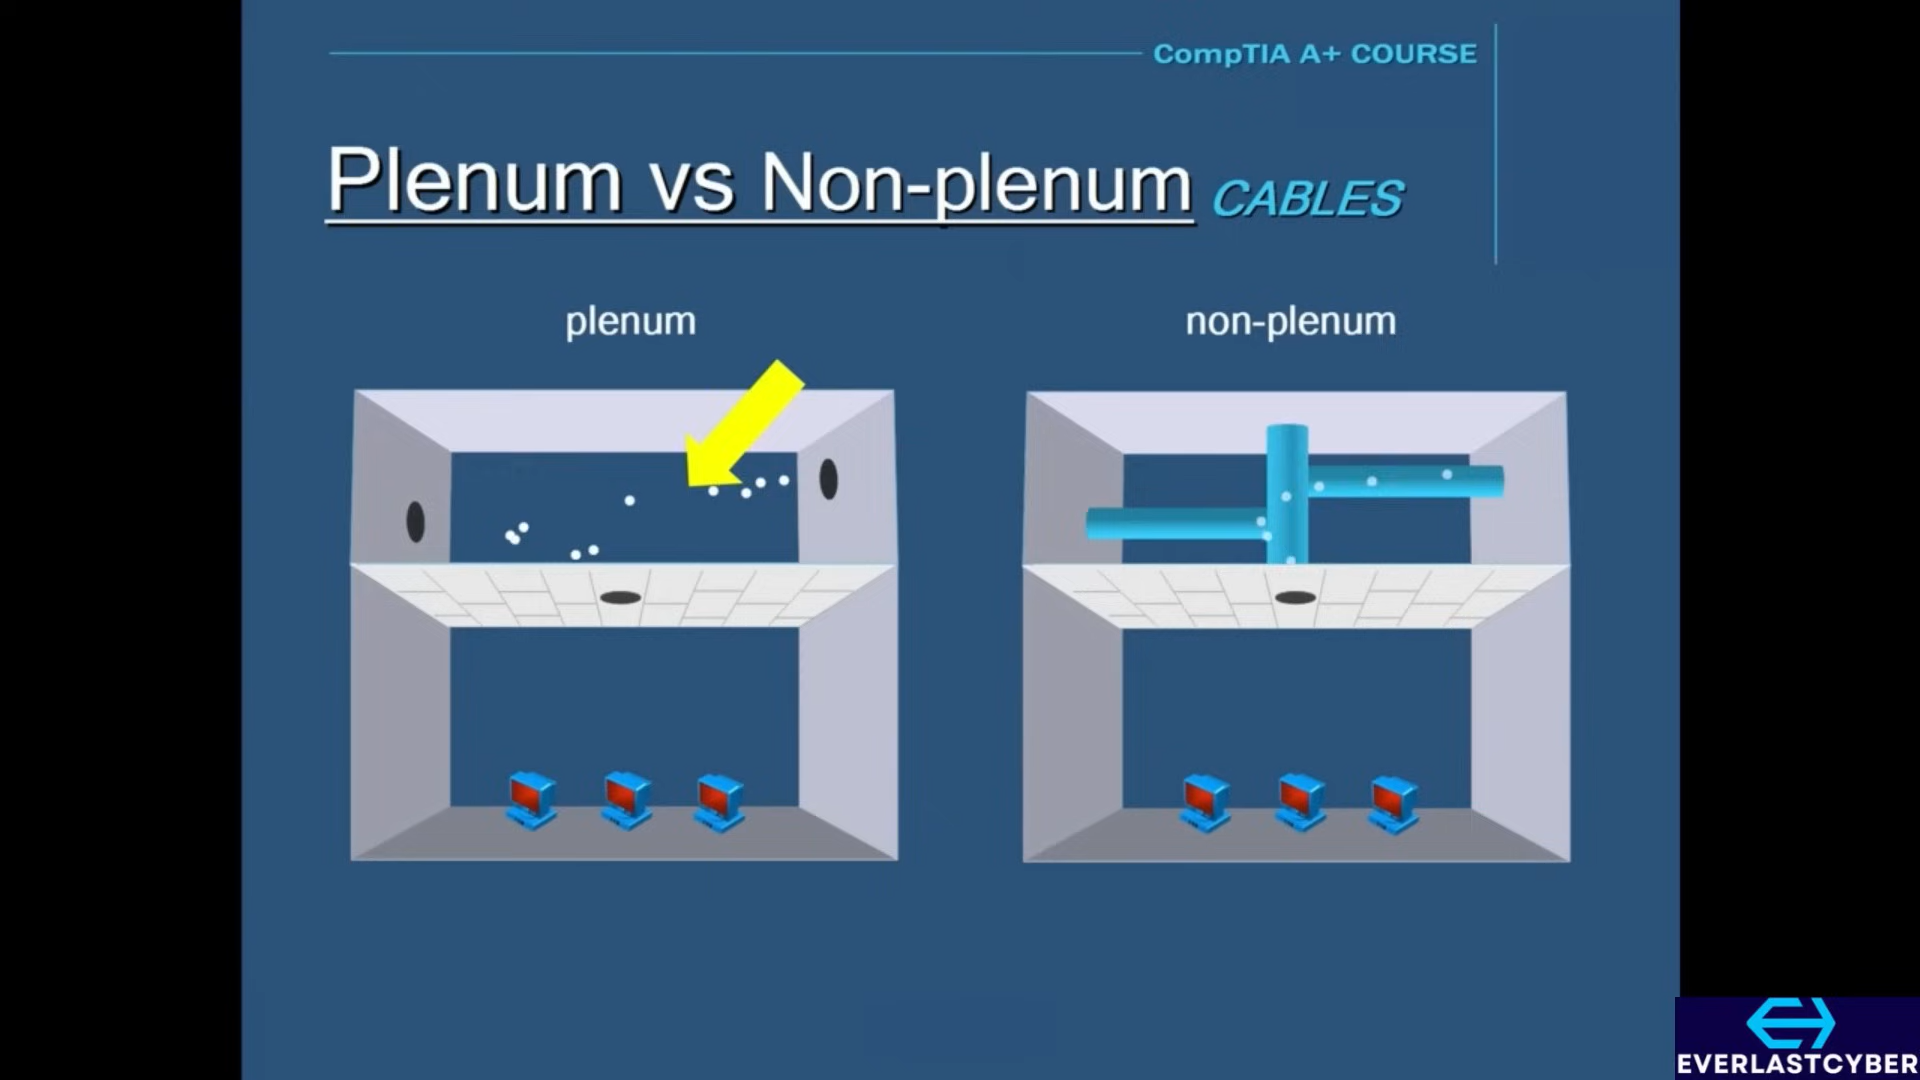 CompTIA A+ COURSE
Plenum vs Non-plenum CABLES
plenum
non-plenum
EVERLASTCYBER